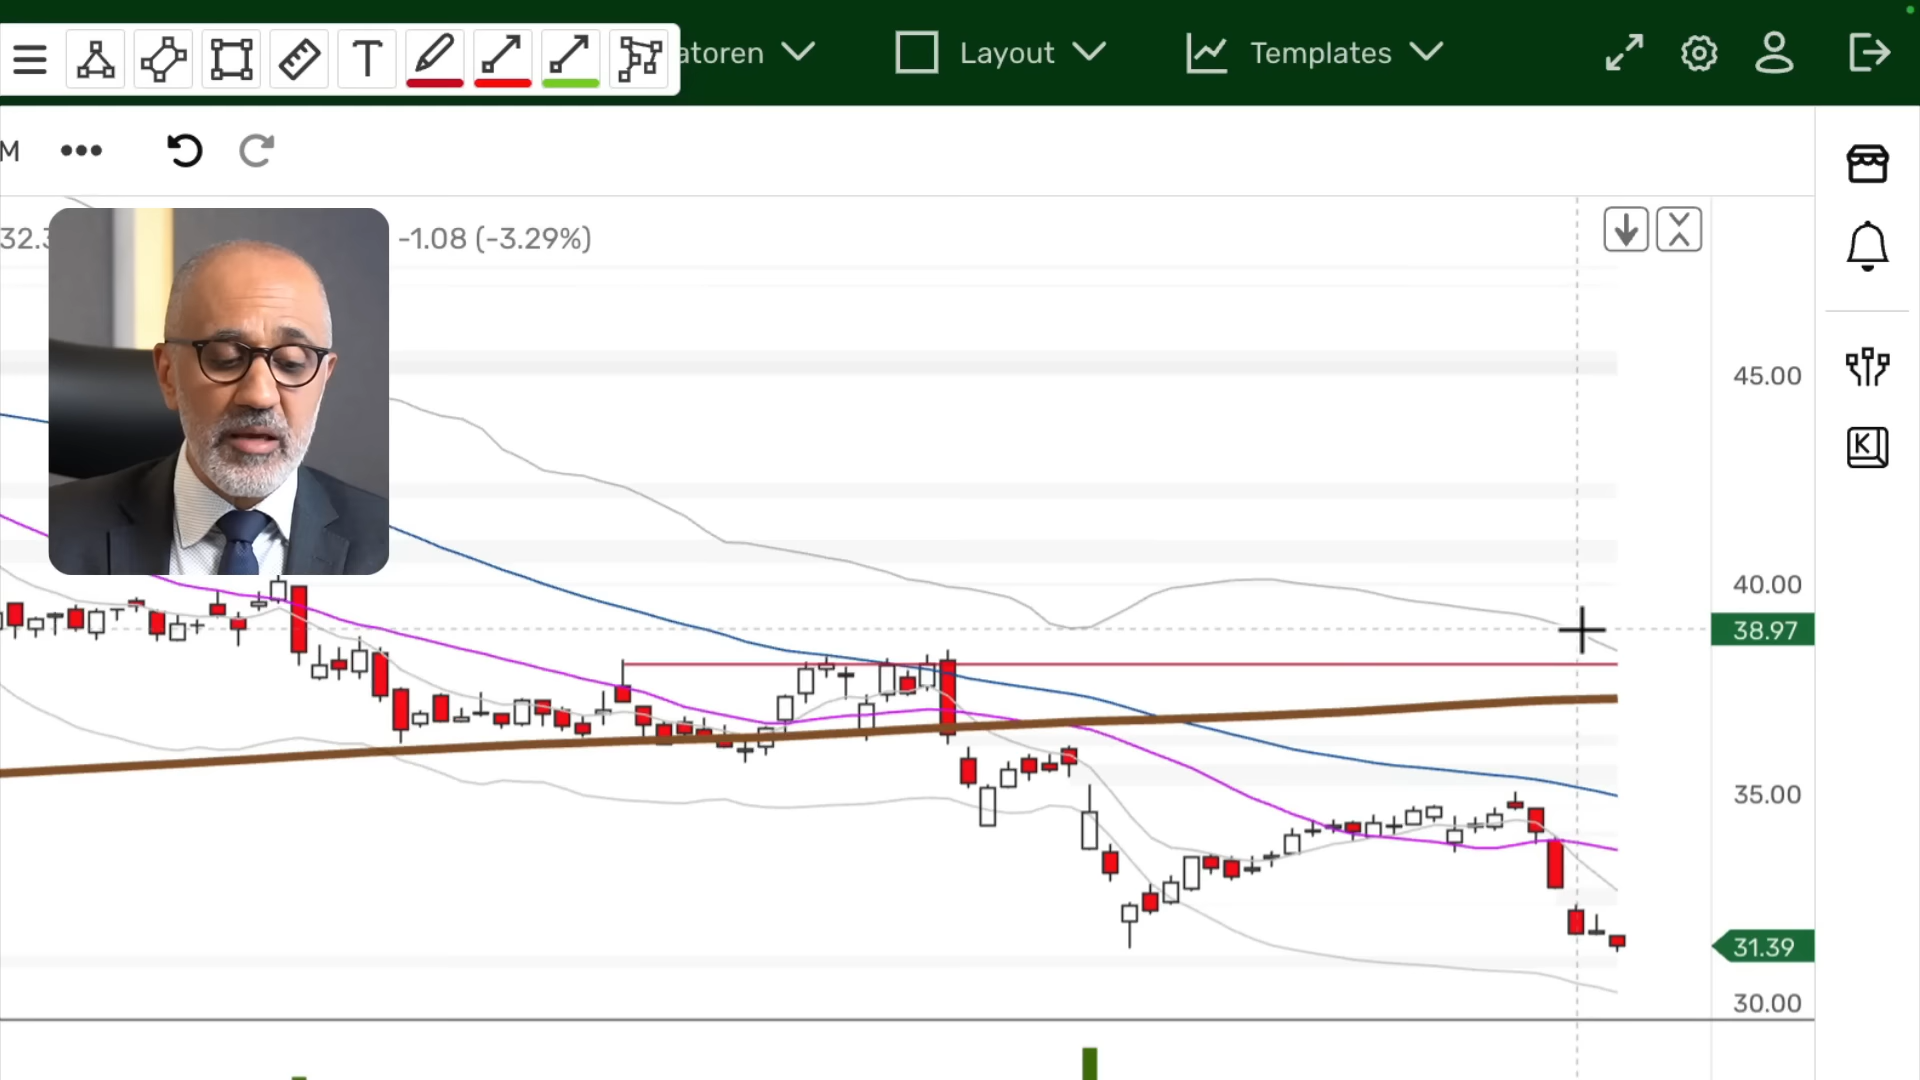 T atoren Layout Templates
M
32.3 -1.08 (-3.29%)
45.00
K
40.00
38.97
35.00
31.39
30.00